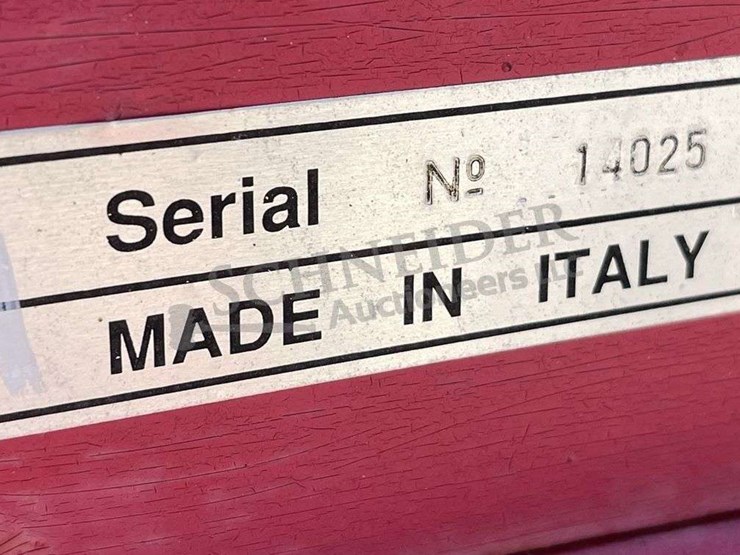 Serial Nº 14025
MADE IN ITALY
SCHNEIDER
Auctioneers LLC